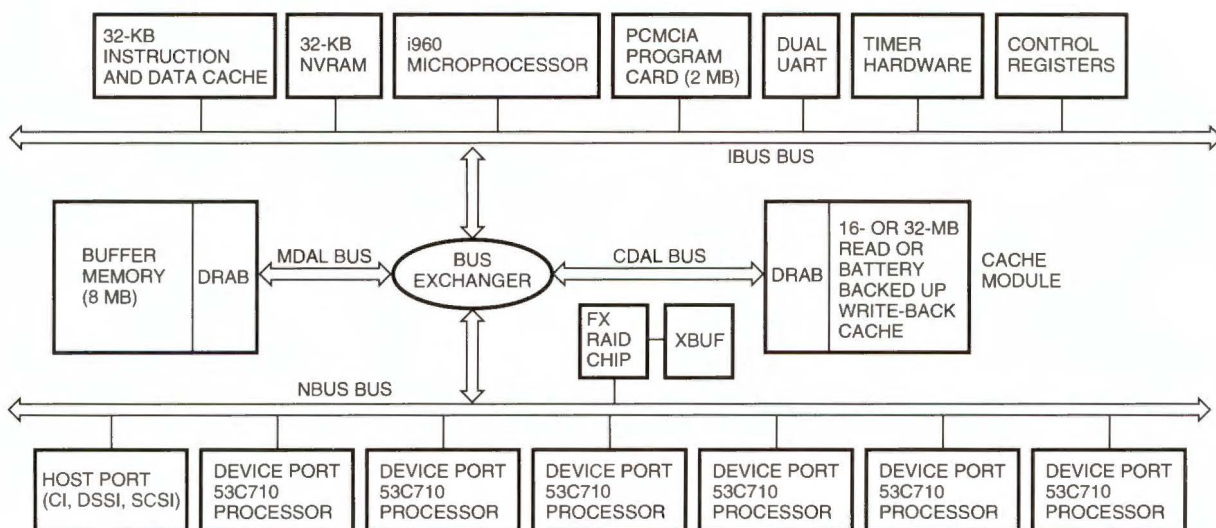 32-KB
INSTRUCTION
AND DATA CACHE
32-KB
NVRAM
i960
MICROPROCESSOR
PCMCIA
PROGRAM
CARD (2 MB)
DUAL
UART
TIMER
HARDWARE
CONTROL
REGISTERS
IBUS BUS
BUFFER
MEMORY
(8 MB)
DRAB
MDAL BUS
BUS
EXCHANGER
CDAL BUS
DRAB
16- OR 32-MB
READ OR
BATTERY
BACKED UP
WRITE-BACK
CACHE
CACHE
MODULE
FX
RAID
CHIP
XBUF
NBUS BUS
HOST PORT
(CI, DSSI, SCSI)
DEVICE PORT
53C710
PROCESSOR
DEVICE PORT
53C710
PROCESSOR
DEVICE PORT
53C710
PROCESSOR
DEVICE PORT
53C710
PROCESSOR
DEVICE PORT
53C710
PROCESSOR
DEVICE PORT
53C710
PROCESSOR